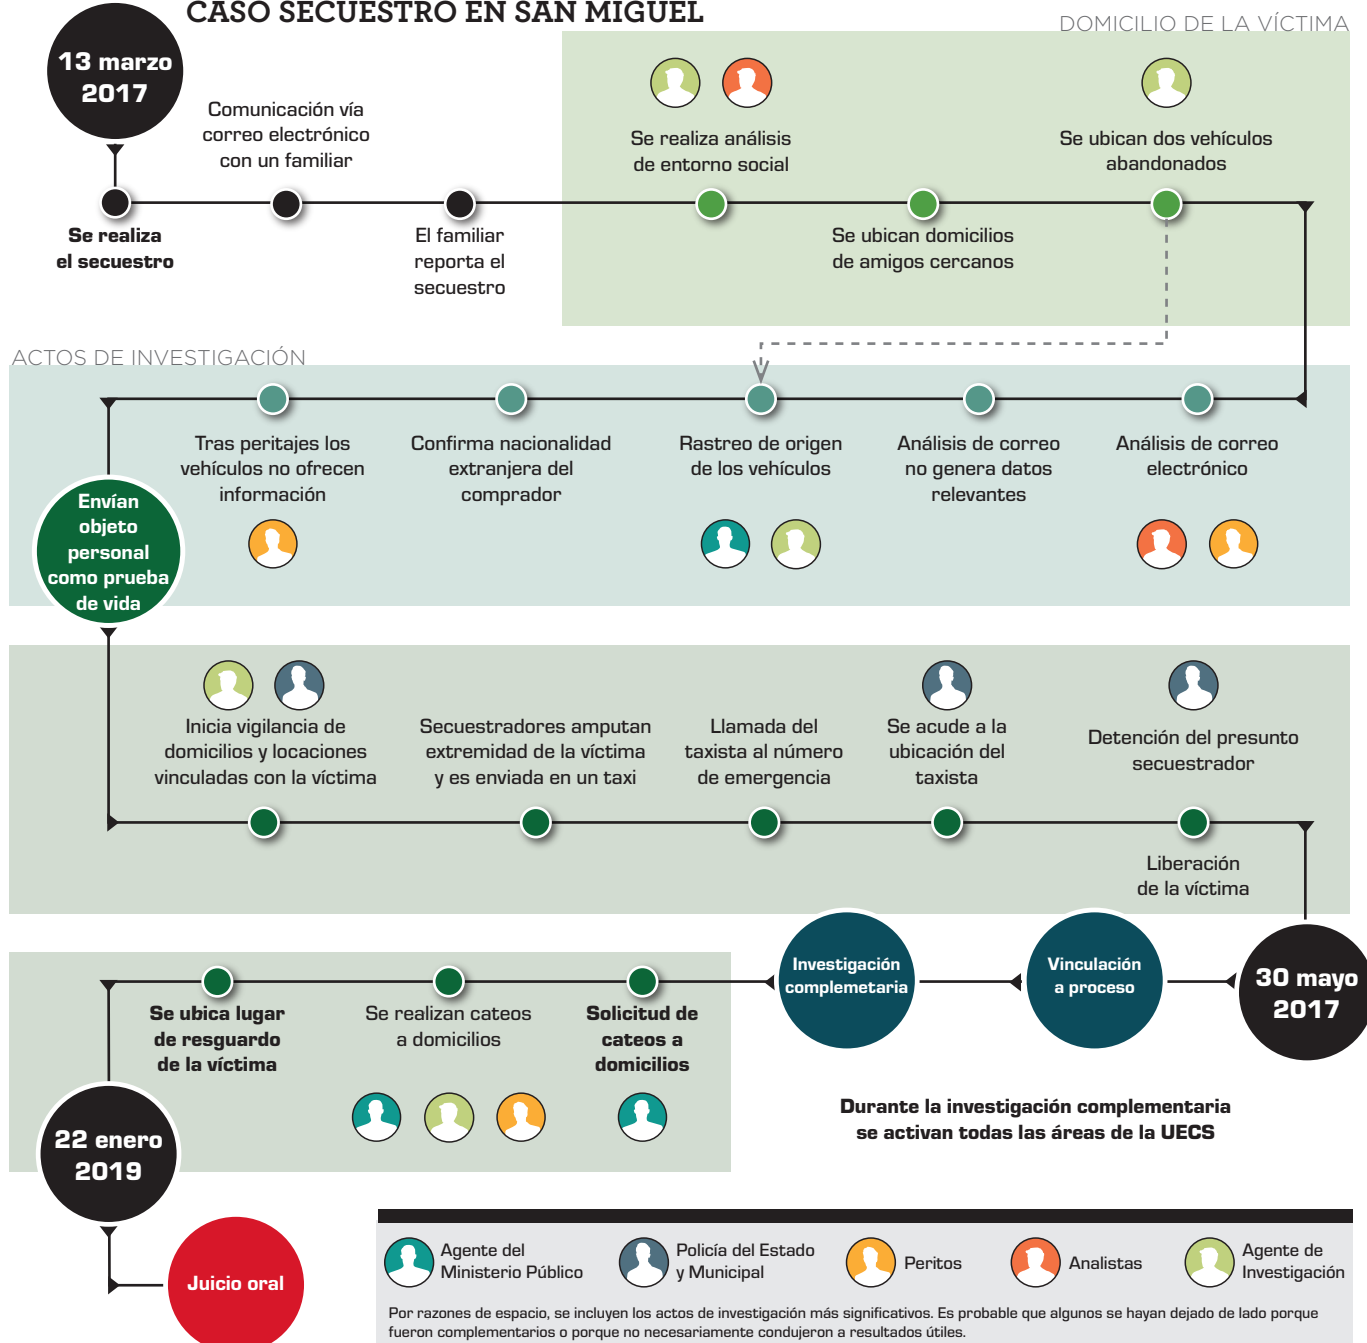 CASO SECUESTRO EN SAN MIGUEL
DOMICILIO DE LA VÍCTIMA
13 marzo
2017
Comunicación vía
correo electrónico
con un familiar
Se realiza análisis
de entorno social
Se ubican dos vehículos
abandonados
Se realiza
el secuestro
El familiar
reporta el
secuestro
Se ubican domicilios
de amigos cercanos
ACTOS DE INVESTIGACIÓN
Tras peritajes los
vehículos no ofrecen
información
Confirma nacionalidad
extranjera del
comprador
Rastreo de origen
de los vehículos
Análisis de correo
no genera datos
relevantes
Análisis de correo
electrónico
Envían
objeto
personal
como prueba
de vida
Inicia vigilancia de
domicilios y locaciones
vinculadas con la víctima
Secuestradores amputan
extremidad de la víctima
y es enviada en un taxi
Llamada del
taxista al número
de emergencia
Se acude a la
ubicación del
taxista
Detención del presunto
secuestrador
Liberación
de la víctima
Investigación
complemetaria
Vinculación
a proceso
30 mayo
2017
Se ubica lugar
de resguardo
de la víctima
Se realizan cateos
a domicilios
Solicitud de
cateos a
domicilios
Durante la investigación complementaria
se activan todas las áreas de la UECS
22 enero
2019
Juicio oral
Agente del
Ministerio Público
Policía del Estado
y Municipal
Peritos
Analistas
Agente de
Investigación
Por razones de espacio, se incluyen los actos de investigación más significativos. Es probable que algunos se hayan dejado de lado porque
fueron complementarios o porque no necesariamente condujeron a resultados útiles.